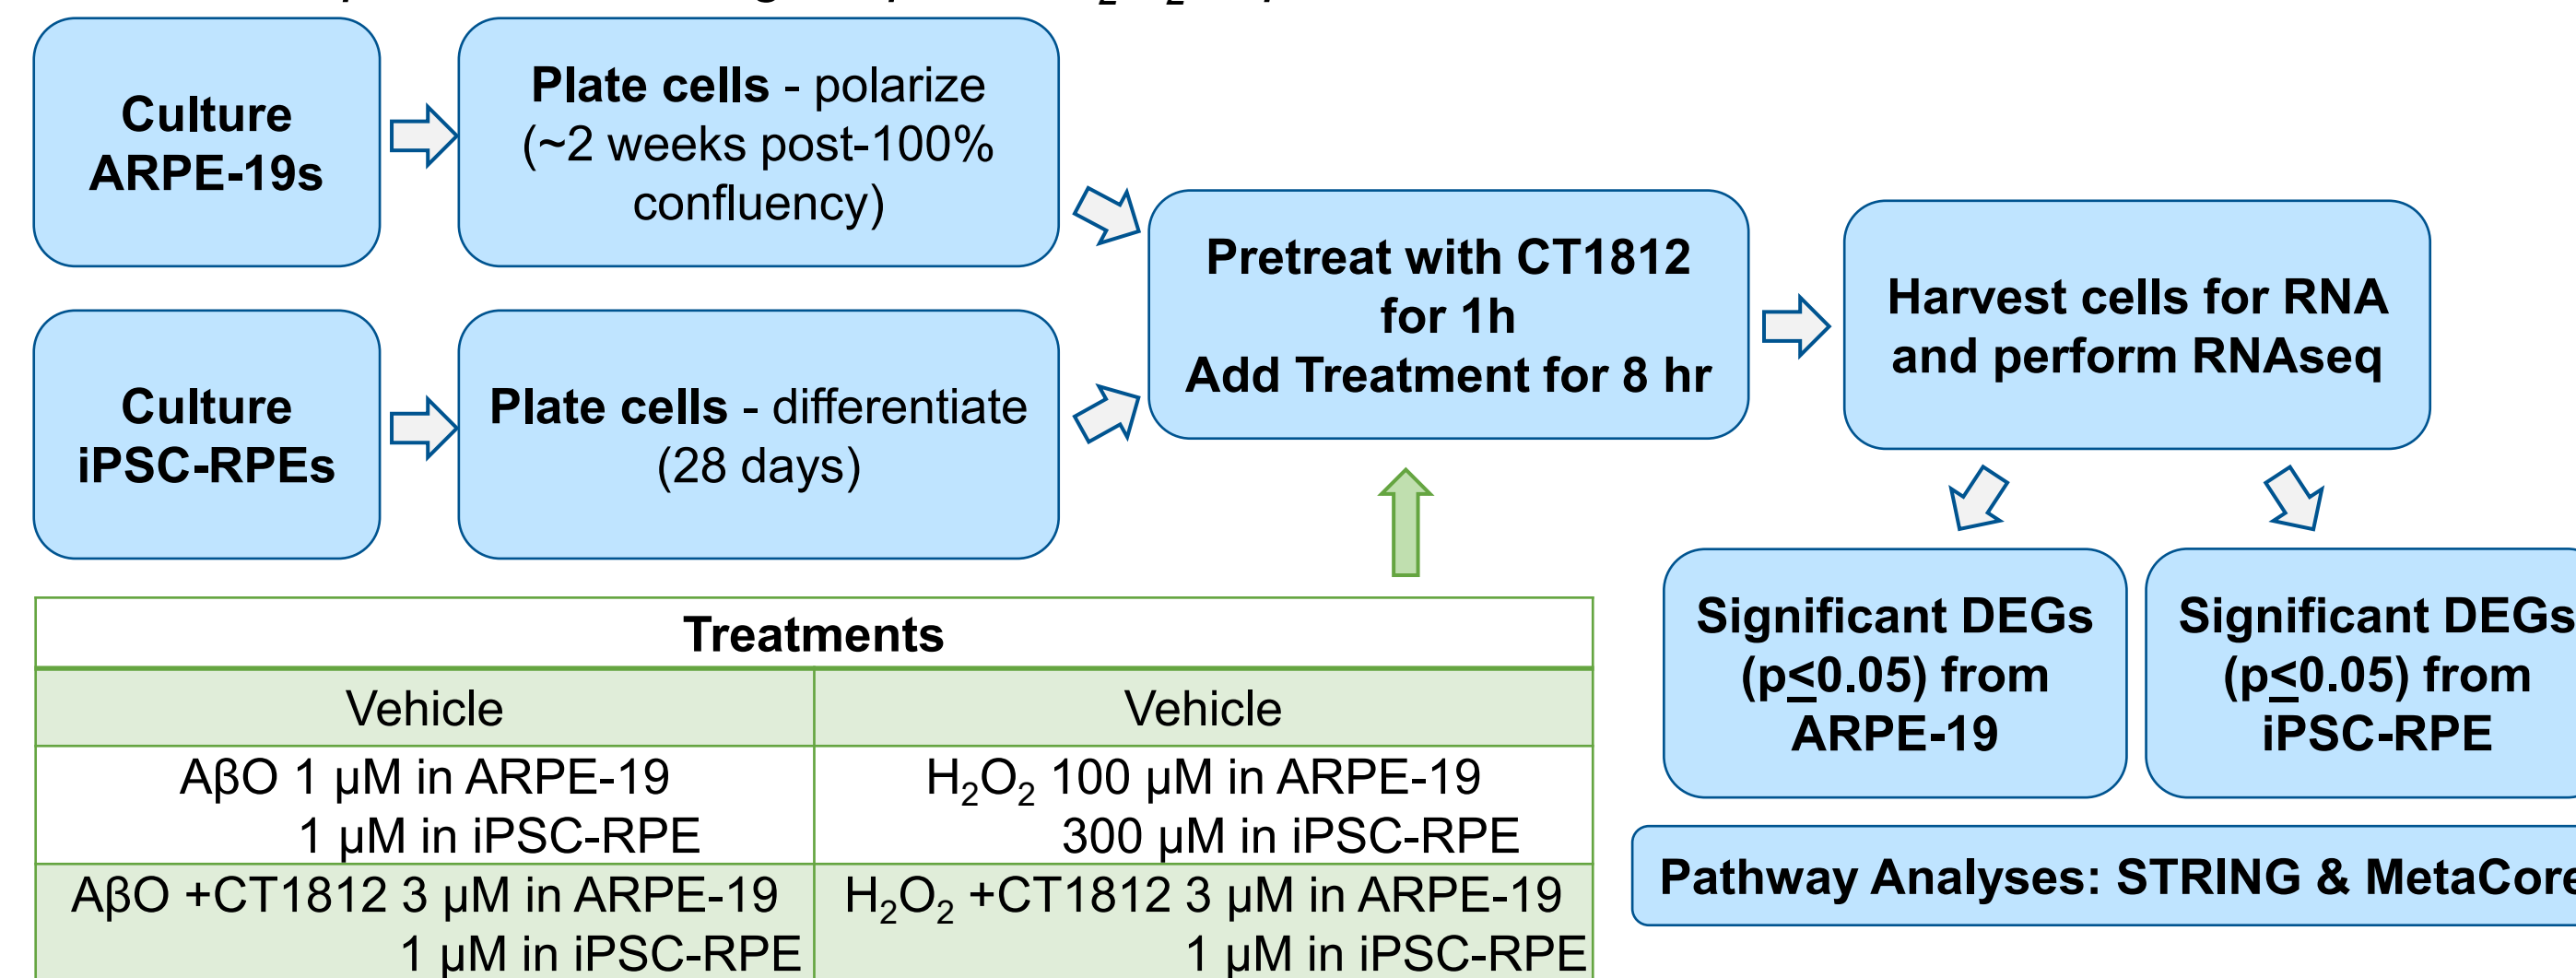 Culture
ARPE-19s
Plate cells - polarize
(~2 weeks post-100%
confluency)
Culture
iPSC-RPEs
Plate cells - differentiate
(28 days)
Pretreat with CT1812
for 1h
Add Treatment for 8 hr
Harvest cells for RNA
and perform RNAseq
Significant DEGs
(p≤0.05) from
ARPE-19
Significant DEGs
(p≤0.05) from
iPSC-RPE
Pathway Analyses: STRING & MetaCore
Treatments
Vehicle
Vehicle
AβO 1 µM in ARPE-19
1 µM in iPSC-RPE
H₂O₂ 100 µM in ARPE-19
300 µM in iPSC-RPE
AβO +CT1812 3 µM in ARPE-19
1 µM in iPSC-RPE
H₂O₂ +CT1812 3 µM in ARPE-19
1 µM in iPSC-RPE